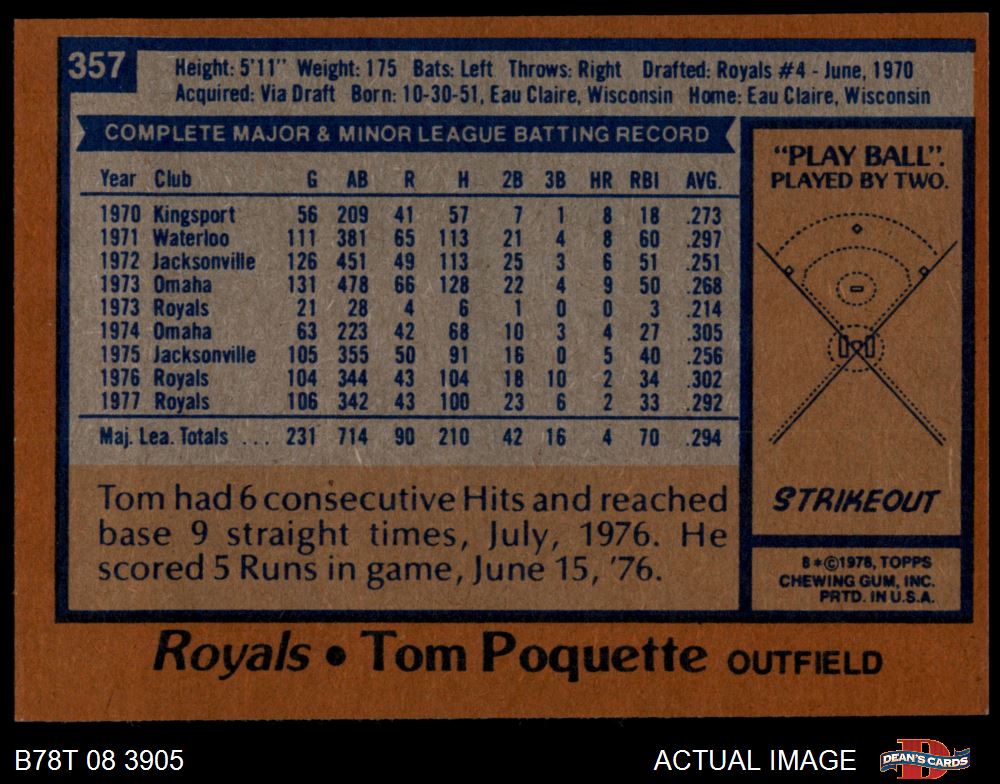 357
Height: 5'11" Weight: 175 Bats: Left Throws: Right Drafted: Royals #4 - June, 1970
Acquired: Via Draft Born: 10-30-51, Eau Claire, Wisconsin Home: Eau Claire, Wisconsin
COMPLETE MAJOR & MINOR LEAGUE BATTING RECORD
Year Club G AB R H 2B 3B HR RBI AVG.
1970 Kingsport 56 209 41 57 7 1 8 18 .273
1971 Waterloo 111 381 65 113 21 4 8 60 .297
1972 Jacksonville 126 451 49 113 25 3 6 51 .251
1973 Omaha 131 478 66 128 22 4 9 50 .268
1973 Royals 21 28 4 6 1 0 0 3 .214
1974 Omaha 63 223 42 68 10 3 4 27 .305
1975 Jacksonville 105 355 50 91 16 0 5 40 .256
1976 Royals 104 344 43 104 18 10 2 34 .302
1977 Royals 106 342 43 100 23 6 2 33 .292
Maj. Lea. Totals ... 231 714 90 210 42 16 4 70 .294
Tom had 6 consecutive Hits and reached
base 9 straight times, July, 1976. He
scored 5 Runs in game, June 15, '76.
"PLAY BALL".
PLAYED BY TWO.
STRIKEOUT
8*©1978, TOPPS
CHEWING GUM, INC.
PRTD. IN U.S.A.
Royals • Tom Poquette OUTFIELD
B78T 08 3905
ACTUAL IMAGE
D
DEAN'S CARDS